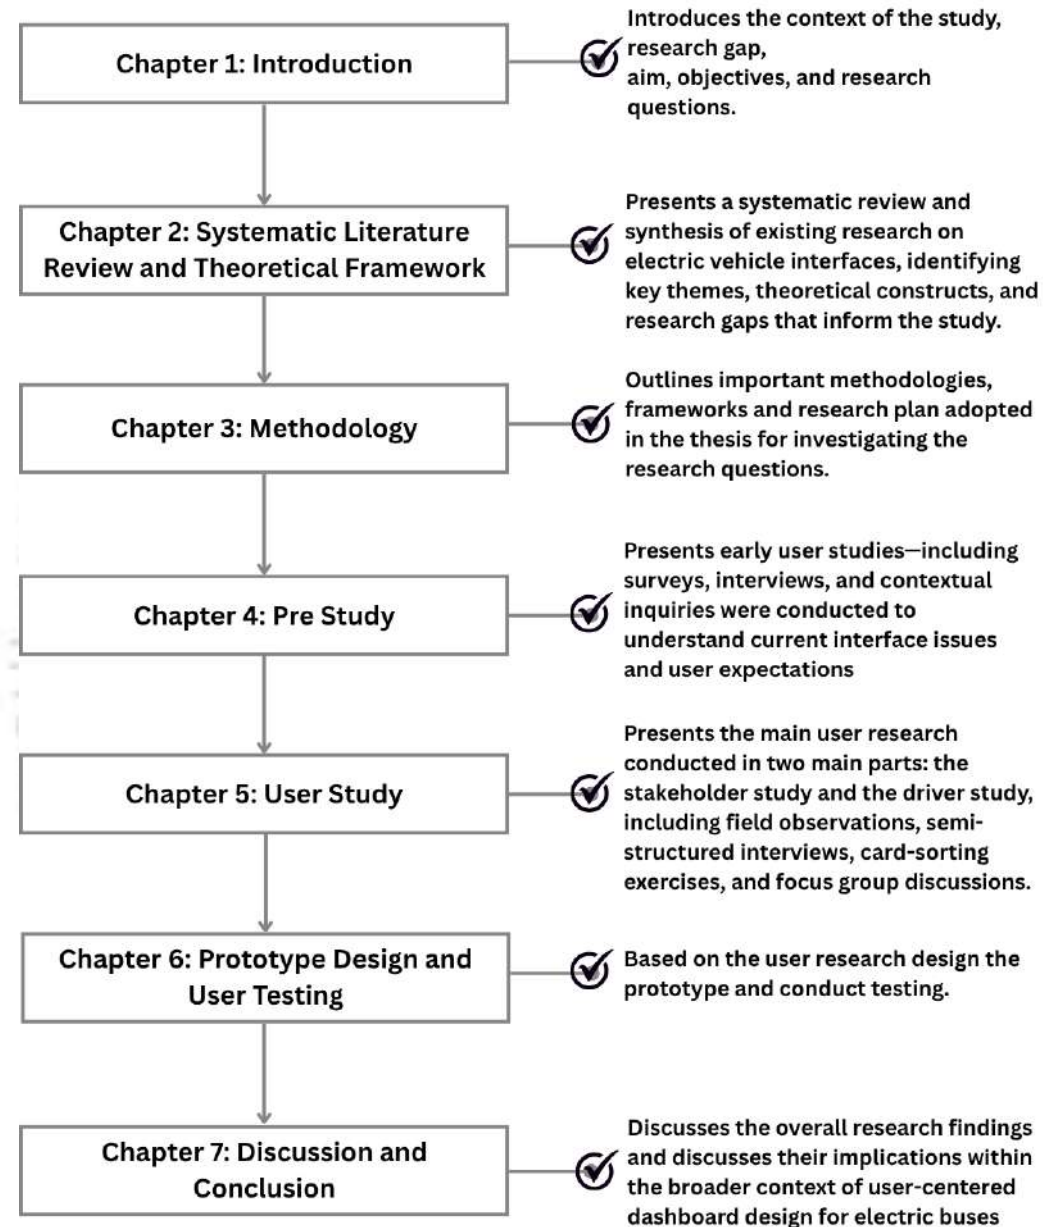 Chapter 1: Introduction
Introduces the context of the study,
research gap,
aim, objectives, and research
questions.
Chapter 2: Systematic Literature
Review and Theoretical Framework
Presents a systematic review and
synthesis of existing research on
electric vehicle interfaces, identifying
key themes, theoretical constructs, and
research gaps that inform the study.
Chapter 3: Methodology
Outlines important methodologies,
frameworks and research plan adopted
in the thesis for investigating the
research questions.
Chapter 4: Pre Study
Presents early user studies—including
surveys, interviews, and contextual
inquiries were conducted to
understand current interface issues
and user expectations
Chapter 5: User Study
Presents the main user research
conducted in two main parts: the
stakeholder study and the driver study,
including field observations, semi-
structured interviews, card-sorting
exercises, and focus group discussions.
Chapter 6: Prototype Design and
User Testing
Based on the user research design the
prototype and conduct testing.
Chapter 7: Discussion and
Conclusion
Discusses the overall research findings
and discusses their implications within
the broader context of user-centered
dashboard design for electric buses